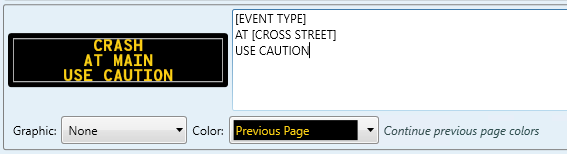 CRASH
AT MAIN
USE CAUTION
[EVENT TYPE]
AT [CROSS STREET]
USE CAUTION
Graphic: None Color: Previous Page Continue previous page colors